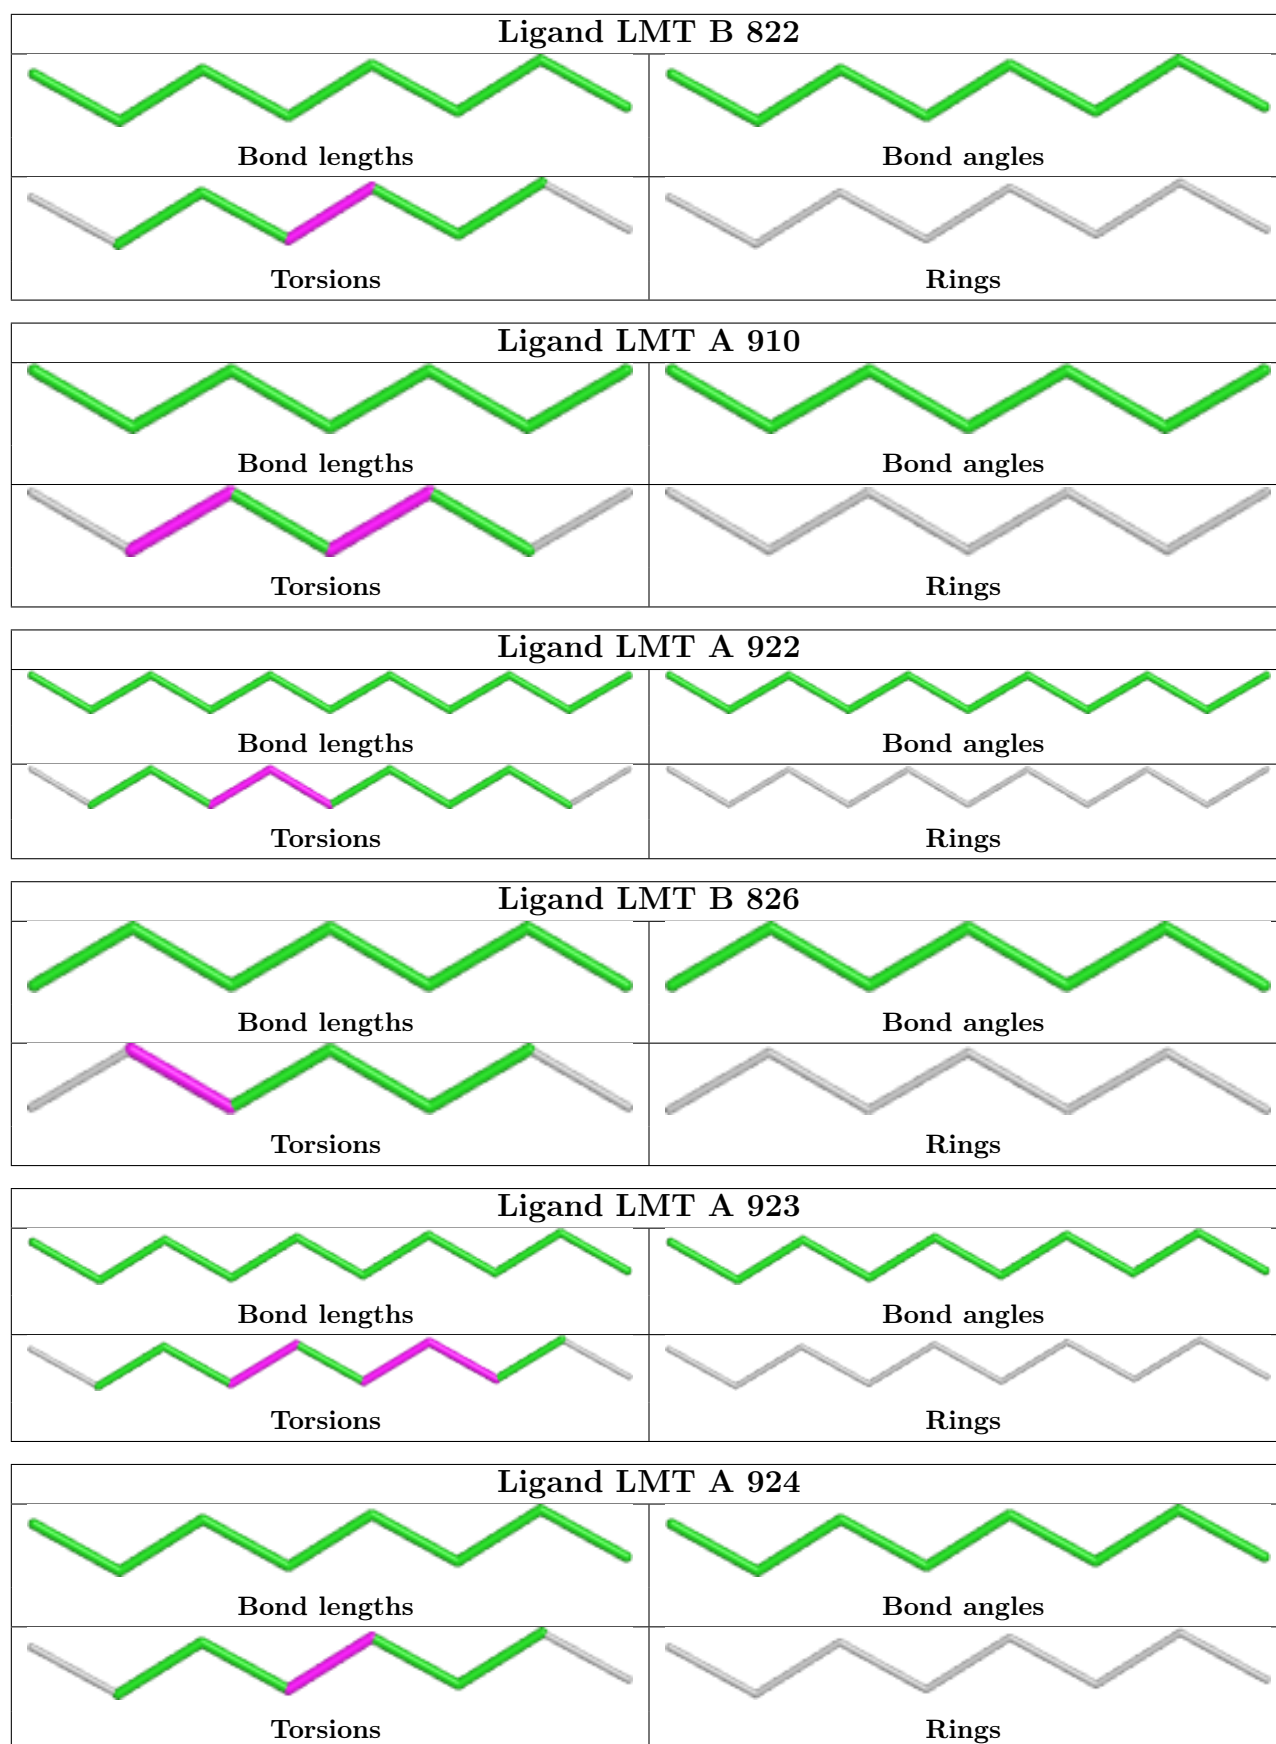 Ligand LMT B 822
Bond lengths Bond angles
Torsions Rings
Ligand LMT A 910
Bond lengths Bond angles
Torsions Rings
Ligand LMT A 922
Bond lengths Bond angles
Torsions Rings
Ligand LMT B 826
Bond lengths Bond angles
Torsions Rings
Ligand LMT A 923
Bond lengths Bond angles
Torsions Rings
Ligand LMT A 924
Bond lengths Bond angles
Torsions Rings